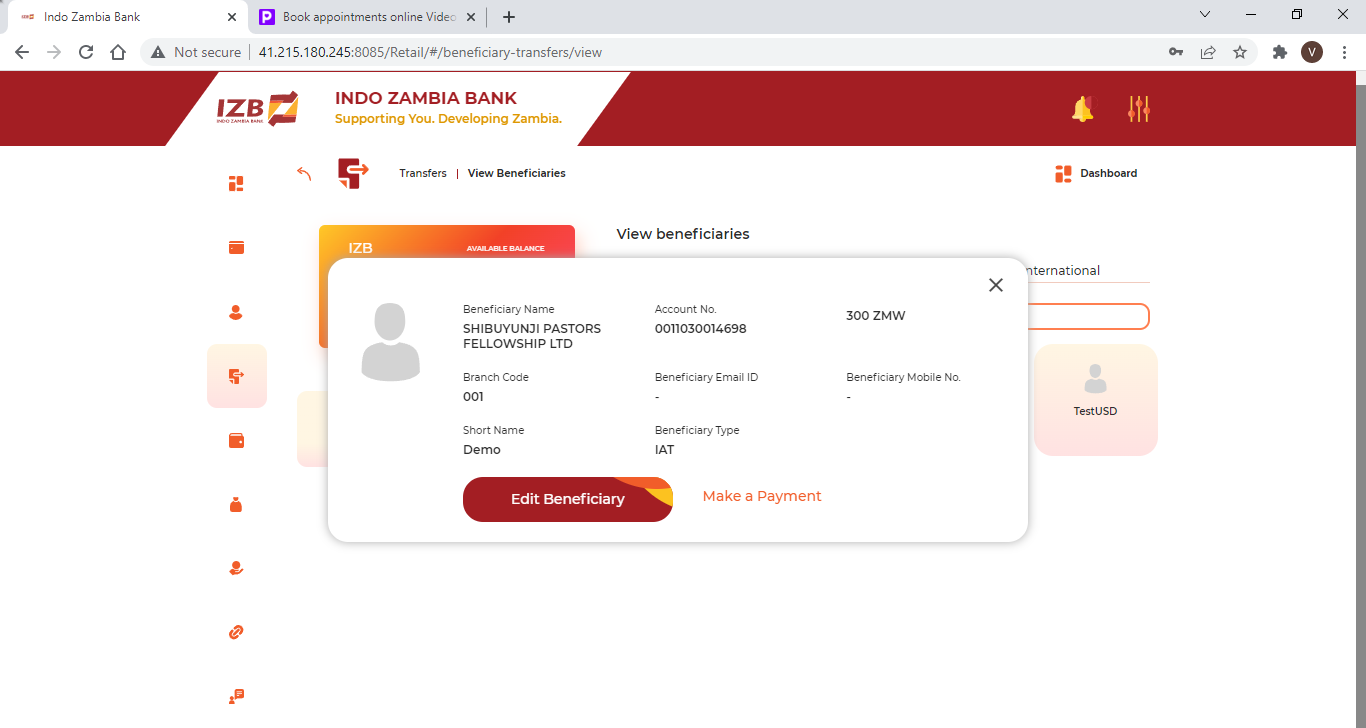 Indo Zambia Bank
Book appointments online Video
Not secure
41.215.180.245:8085/Retail/#/beneficiary-transfers/view
V
IZB
INDO ZAMBIA BANK
INDO ZAMBIA BANK
Supporting You. Developing Zambia.
Transfers | View Beneficiaries
Dashboard
IZB
AVAILABLE BALANCE
View beneficiaries
nternational
Beneficiary Name
SHIBUYUNJI PASTORS
FELLOWSHIP LTD
Account No.
0011030014698
300 ZMW
Branch Code
001
Beneficiary Email ID
-
Beneficiary Mobile No.
-
Short Name
Demo
Beneficiary Type
IAT
Edit Beneficiary
Make a Payment
TestUSD